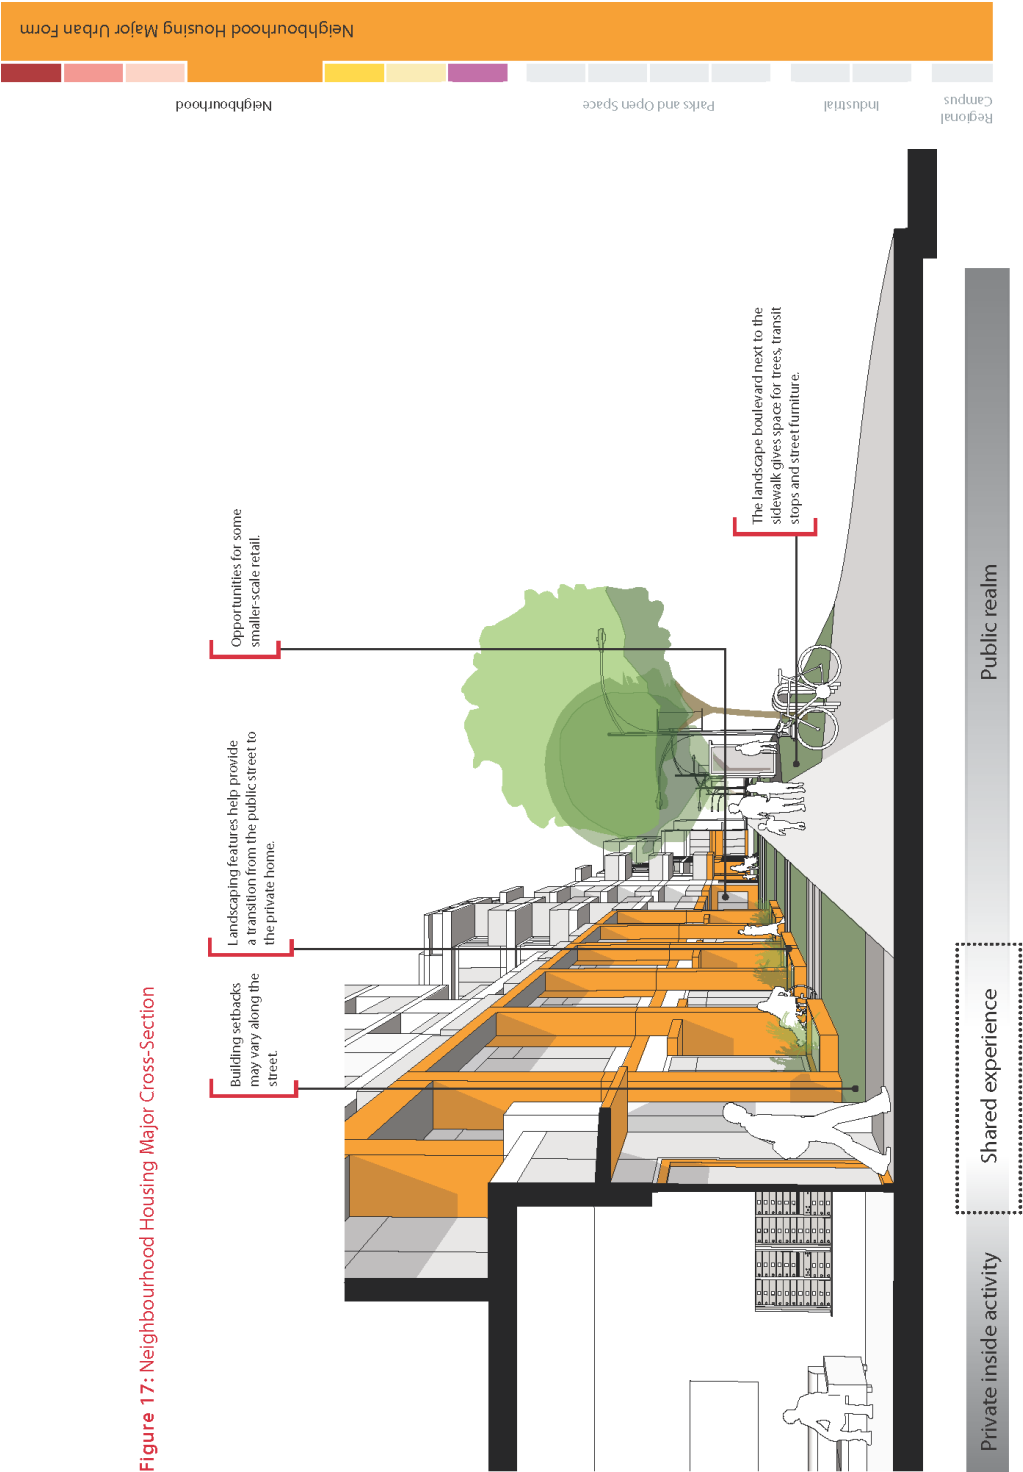 Neighbourhood Housing Major Urban Form
Neighbourhood
Parks and Open Space
Industrial
Regional
Campus
Figure 17: Neighbourhood Housing Major Cross-Section
Building setbacks
may vary along the
street.
Landscaping features help provide
a transition from the public street to
the private home.
Opportunities for some
smaller-scale retail.
The landscape boulevard next to the
sidewalk gives space for trees, transit
stops and street furniture.
Private inside activity
Shared experience
Public realm